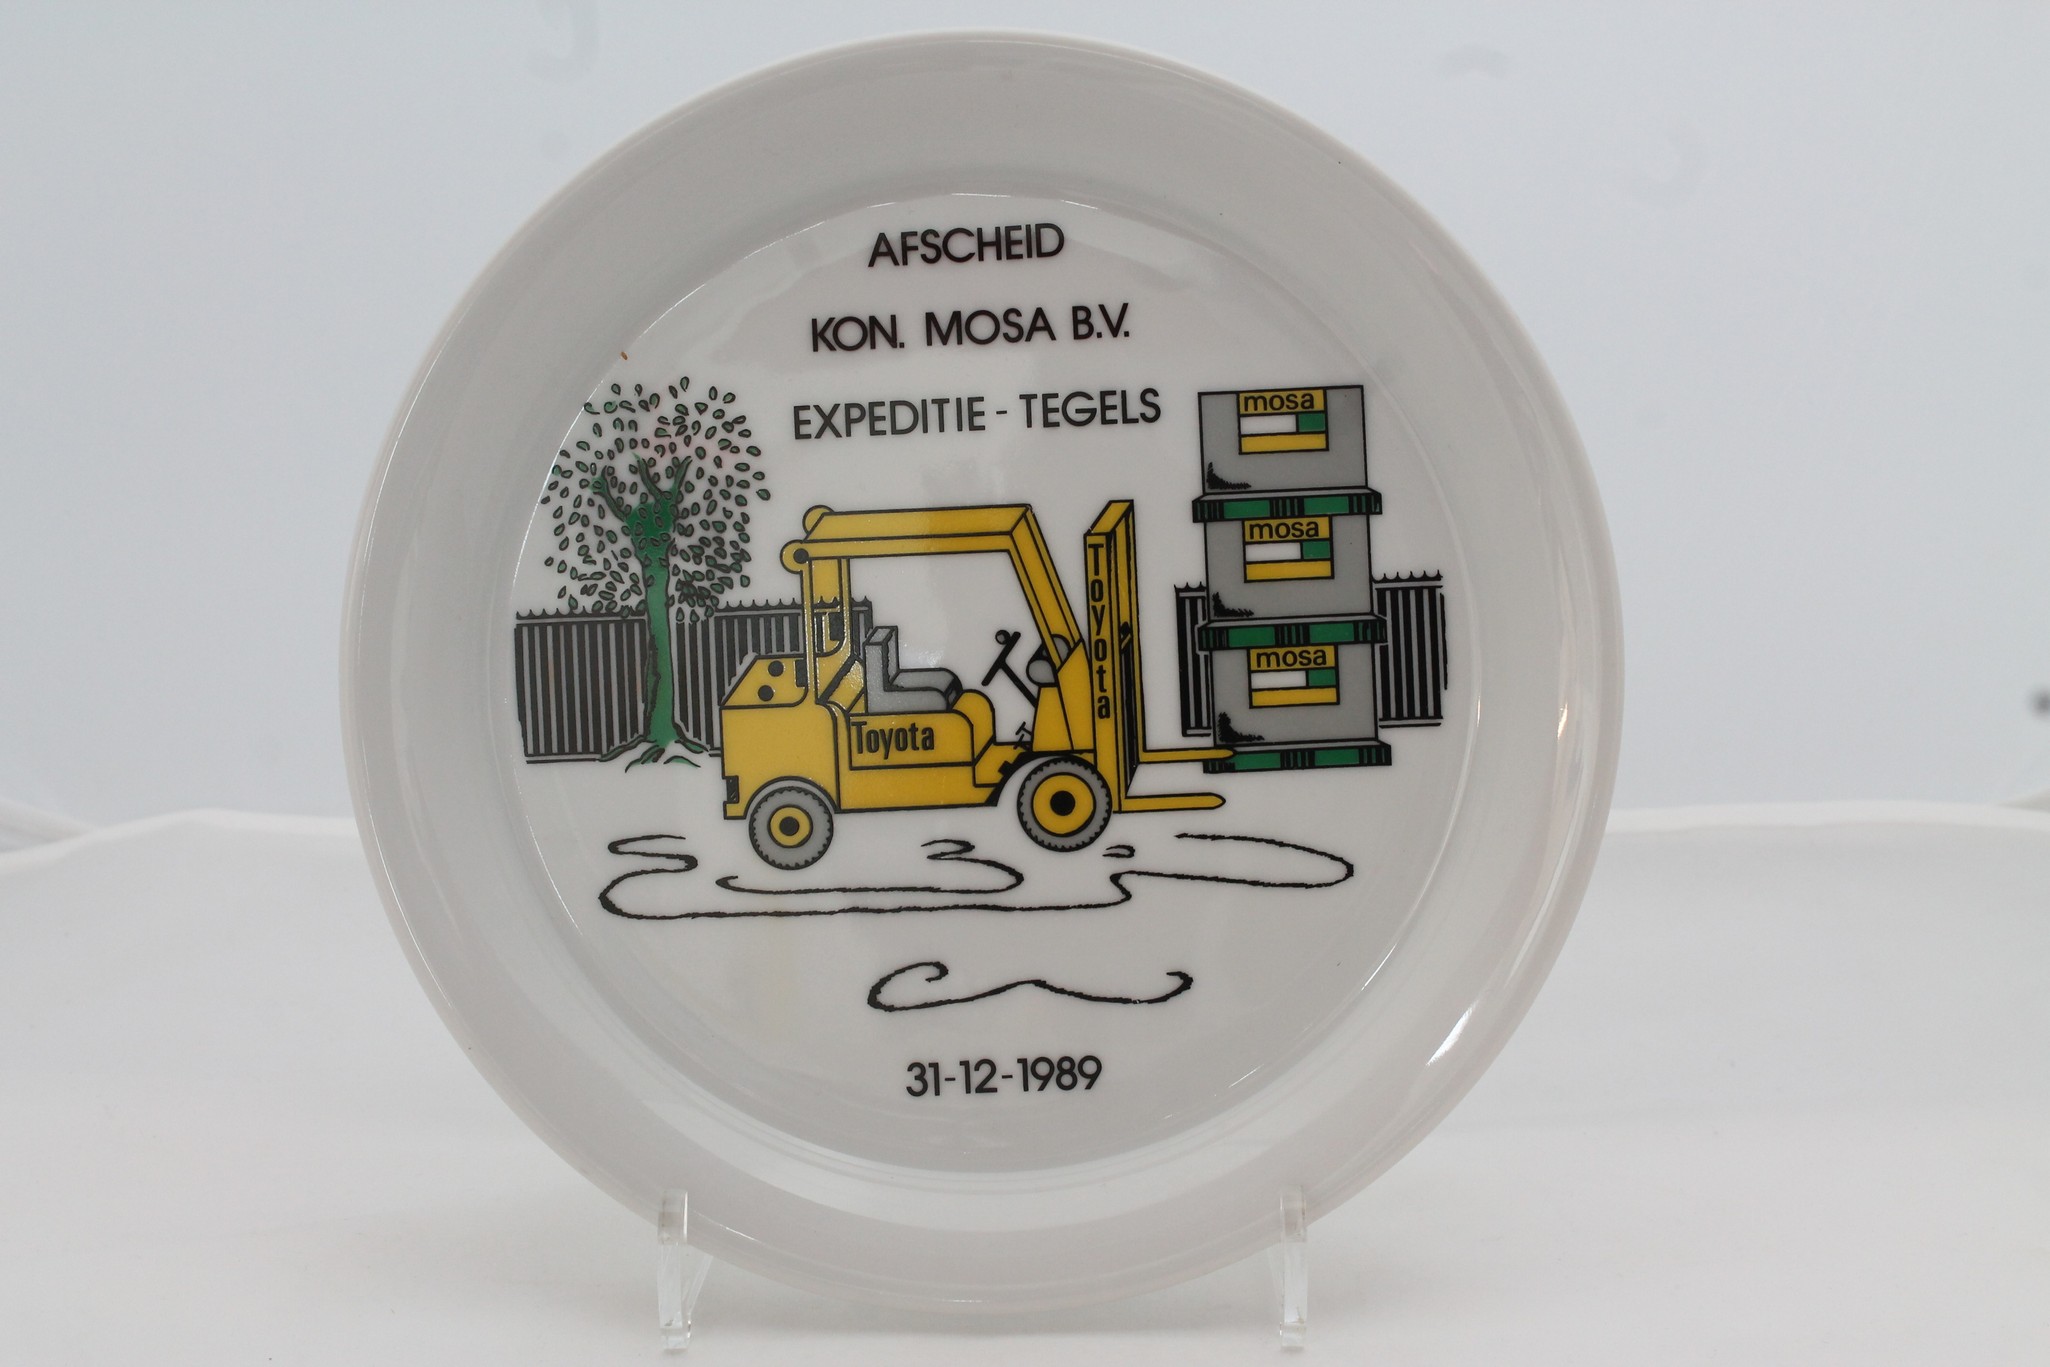 AFSCHEID
KON. MOSA B.V.
EXPEDITIE - TEGELS
mosa
mosa
mosa
Toyota
Toyota
31-12-1989